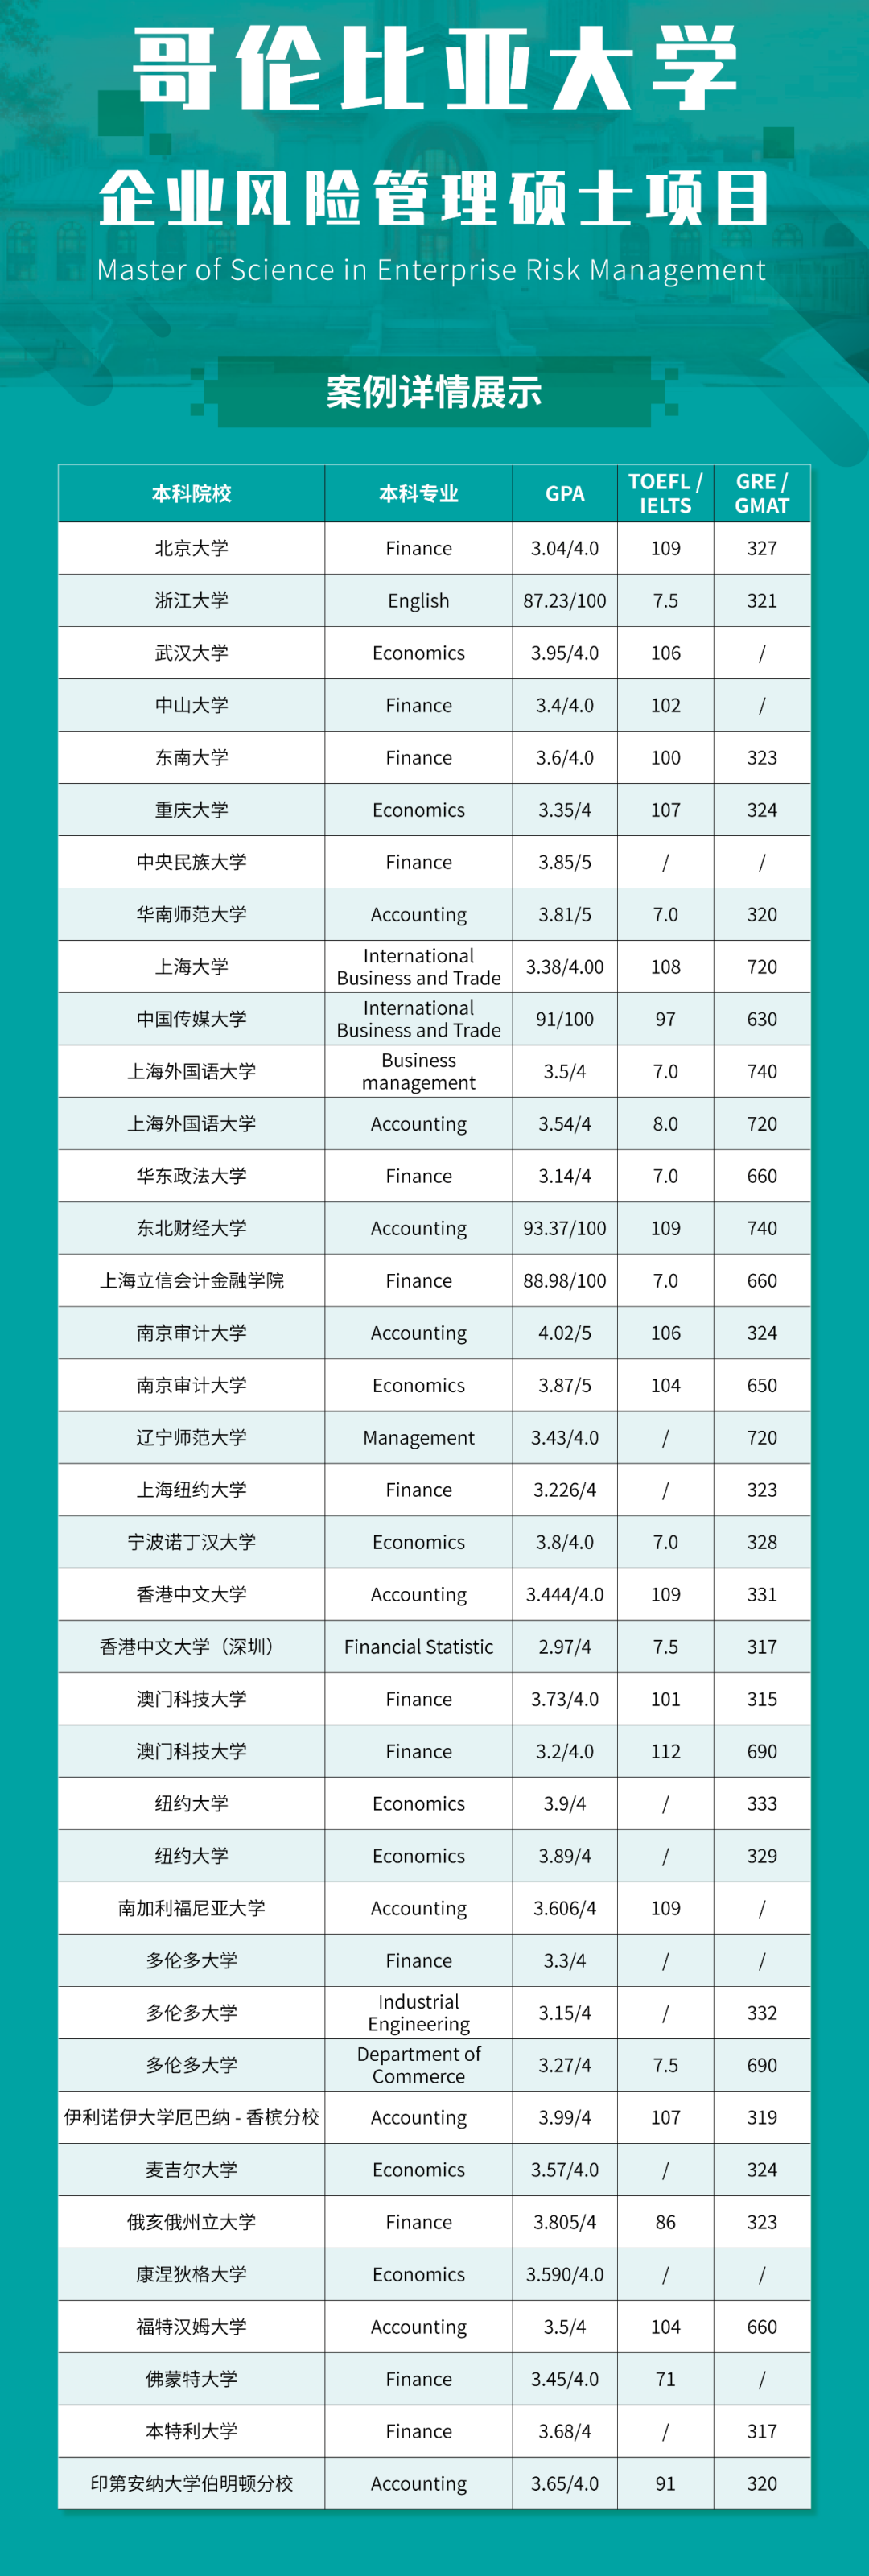 哥伦比亚大学
企业风险管理硕士项目
Master of Science in Enterprise Risk Management
案例详情展示
本科院校 本科专业 GPA TOEFL / IELTS GRE / GMAT
北京大学 Finance 3.04/4.0 109 327
浙江大学 English 87.23/100 7.5 321
武汉大学 Economics 3.95/4.0 106 /
中山大学 Finance 3.4/4.0 102 /
东南大学 Finance 3.6/4.0 100 323
重庆大学 Economics 3.35/4 107 324
中央民族大学 Finance 3.85/5 / /
华南师范大学 Accounting 3.81/5 7.0 320
上海大学 International Business and Trade 3.38/4.00 108 720
中国传媒大学 International Business and Trade 91/100 97 630
上海外国语大学 Business management 3.5/4 7.0 740
上海外国语大学 Accounting 3.54/4 8.0 720
华东政法大学 Finance 3.14/4 7.0 660
东北财经大学 Accounting 93.37/100 109 740
上海立信会计金融学院 Finance 88.98/100 7.0 660
南京审计大学 Accounting 4.02/5 106 324
南京审计大学 Economics 3.87/5 104 650
辽宁师范大学 Management 3.43/4.0 / 720
上海纽约大学 Finance 3.226/4 / 323
宁波诺丁汉大学 Economics 3.8/4.0 7.0 328
香港中文大学 Accounting 3.444/4.0 109 331
香港中文大学（深圳） Financial Statistic 2.97/4 7.5 317
澳门科技大学 Finance 3.73/4.0 101 315
澳门科技大学 Finance 3.2/4.0 112 690
纽约大学 Economics 3.9/4 / 333
纽约大学 Economics 3.89/4 / 329
南加利福尼亚大学 Accounting 3.606/4 109 /
多伦多大学 Finance 3.3/4 / /
多伦多大学 Industrial Engineering 3.15/4 / 332
多伦多大学 Department of Commerce 3.27/4 7.5 690
伊利诺伊大学厄巴纳 - 香槟分校 Accounting 3.99/4 107 319
麦吉尔大学 Economics 3.57/4.0 / 324
俄亥俄州立大学 Finance 3.805/4 86 323
康涅狄格大学 Economics 3.590/4.0 / /
福特汉姆大学 Accounting 3.5/4 104 660
佛蒙特大学 Finance 3.45/4.0 71 /
本特利大学 Finance 3.68/4 / 317
印第安纳大学伯明顿分校 Accounting 3.65/4.0 91 320